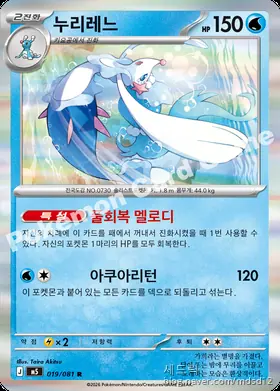 2진화
누리레느
키요공에서 진화
HP 150
전국도감 NO.0730 솔리스트포켓몬 키: 1.8 m 몸무게: 44.0 kg
특성 물회복 멜로디
자신의 차례에 이 카드를 패에서 꺼내서 진화시켰을 때 1번 사용할 수
있다. 자신의 포켓몬 1마리의 HP를 모두 회복한다.
아쿠아리턴 120
이 포켓몬과 붙어 있는 모든 카드를 덱으로 되돌리고 섞는다.
약점 ×2 저항력 후퇴
Illus. Taira Akitsu
J m5 019/081 R
©2026 Pokémon/Nintendo/Creatures/GAME FREAK